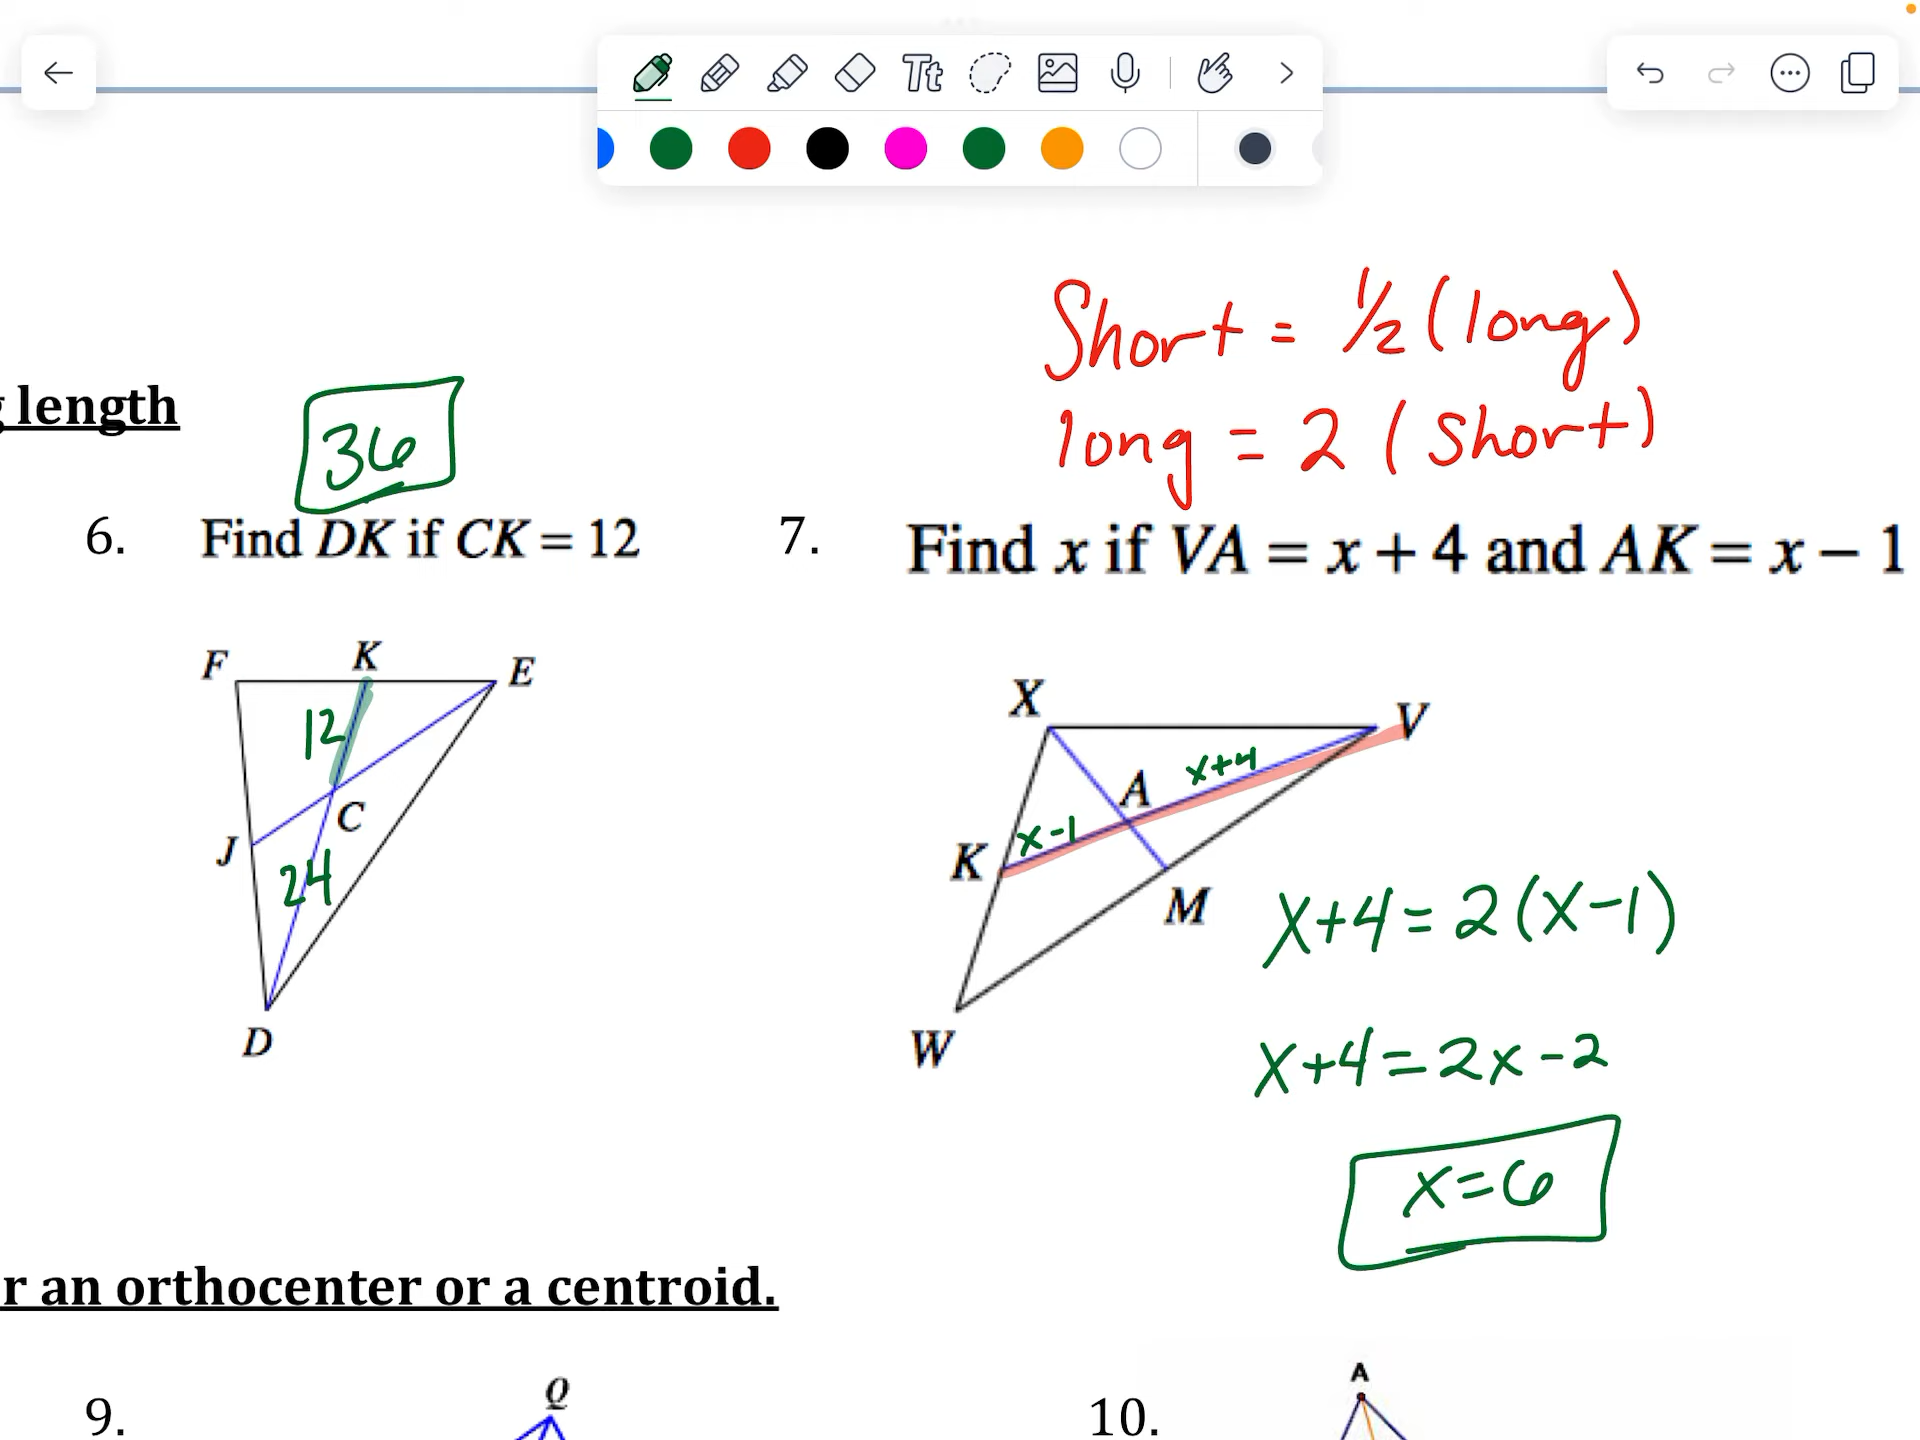 Tt
Short = 1/2 (long)
long = 2 (short)
length
36
6. Find DK if CK = 12
7. Find x if VA = x + 4 and AK = x − 1
F K E
12
C
J
24
D
X V
x+4
A
x-1
K
M
W
x+4=2(x-1)
x+4=2x-2
x=6
r an orthocenter or a centroid.
9.
Q
10.
A